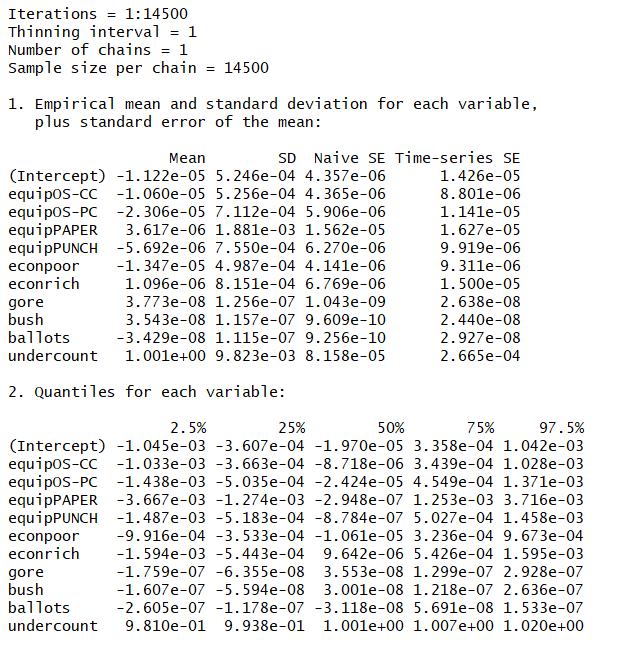 Iterations = 1:14500
Thinning interval = 1
Number of chains = 1
Sample size per chain = 14500
1. Empirical mean and standard deviation for each variable,
plus standard error of the mean:
Mean SD Naive SE Time-series SE
(Intercept) -1.122e-05 5.246e-04 4.357e-06 1.426e-05
equipOS-CC -1.060e-05 5.256e-04 4.365e-06 8.801e-06
equipOS-PC -2.306e-05 7.112e-04 5.906e-06 1.141e-05
equipPAPER 3.617e-06 1.881e-03 1.562e-05 1.627e-05
equipPUNCH -5.692e-06 7.550e-04 6.270e-06 9.919e-06
econpoor -1.347e-05 4.987e-04 4.141e-06 9.311e-06
econrich 1.096e-06 8.151e-04 6.769e-06 1.500e-05
gore 3.773e-08 1.256e-07 1.043e-09 2.638e-08
bush 3.543e-08 1.157e-07 9.609e-10 2.440e-08
ballots -3.429e-08 1.115e-07 9.256e-10 2.927e-08
undercount 1.001e+00 9.823e-03 8.158e-05 2.665e-04
2. Quantiles for each variable:
2.5% 25% 50% 75% 97.5%
(Intercept) -1.045e-03 -3.607e-04 -1.970e-05 3.358e-04 1.042e-03
equipOS-CC -1.033e-03 -3.663e-04 -8.718e-06 3.439e-04 1.028e-03
equipOS-PC -1.438e-03 -5.035e-04 -2.424e-05 4.549e-04 1.371e-03
equipPAPER -3.667e-03 -1.274e-03 -2.948e-07 1.253e-03 3.716e-03
equipPUNCH -1.487e-03 -5.183e-04 -8.784e-07 5.027e-04 1.458e-03
econpoor -9.916e-04 -3.533e-04 -1.061e-05 3.236e-04 9.673e-04
econrich -1.594e-03 -5.443e-04 9.642e-06 5.426e-04 1.595e-03
gore -1.759e-07 -6.355e-08 3.553e-08 1.299e-07 2.928e-07
bush -1.607e-07 -5.594e-08 3.001e-08 1.218e-07 2.636e-07
ballots -2.605e-07 -1.178e-07 -3.118e-08 5.691e-08 1.533e-07
undercount 9.810e-01 9.938e-01 1.001e+00 1.007e+00 1.020e+00